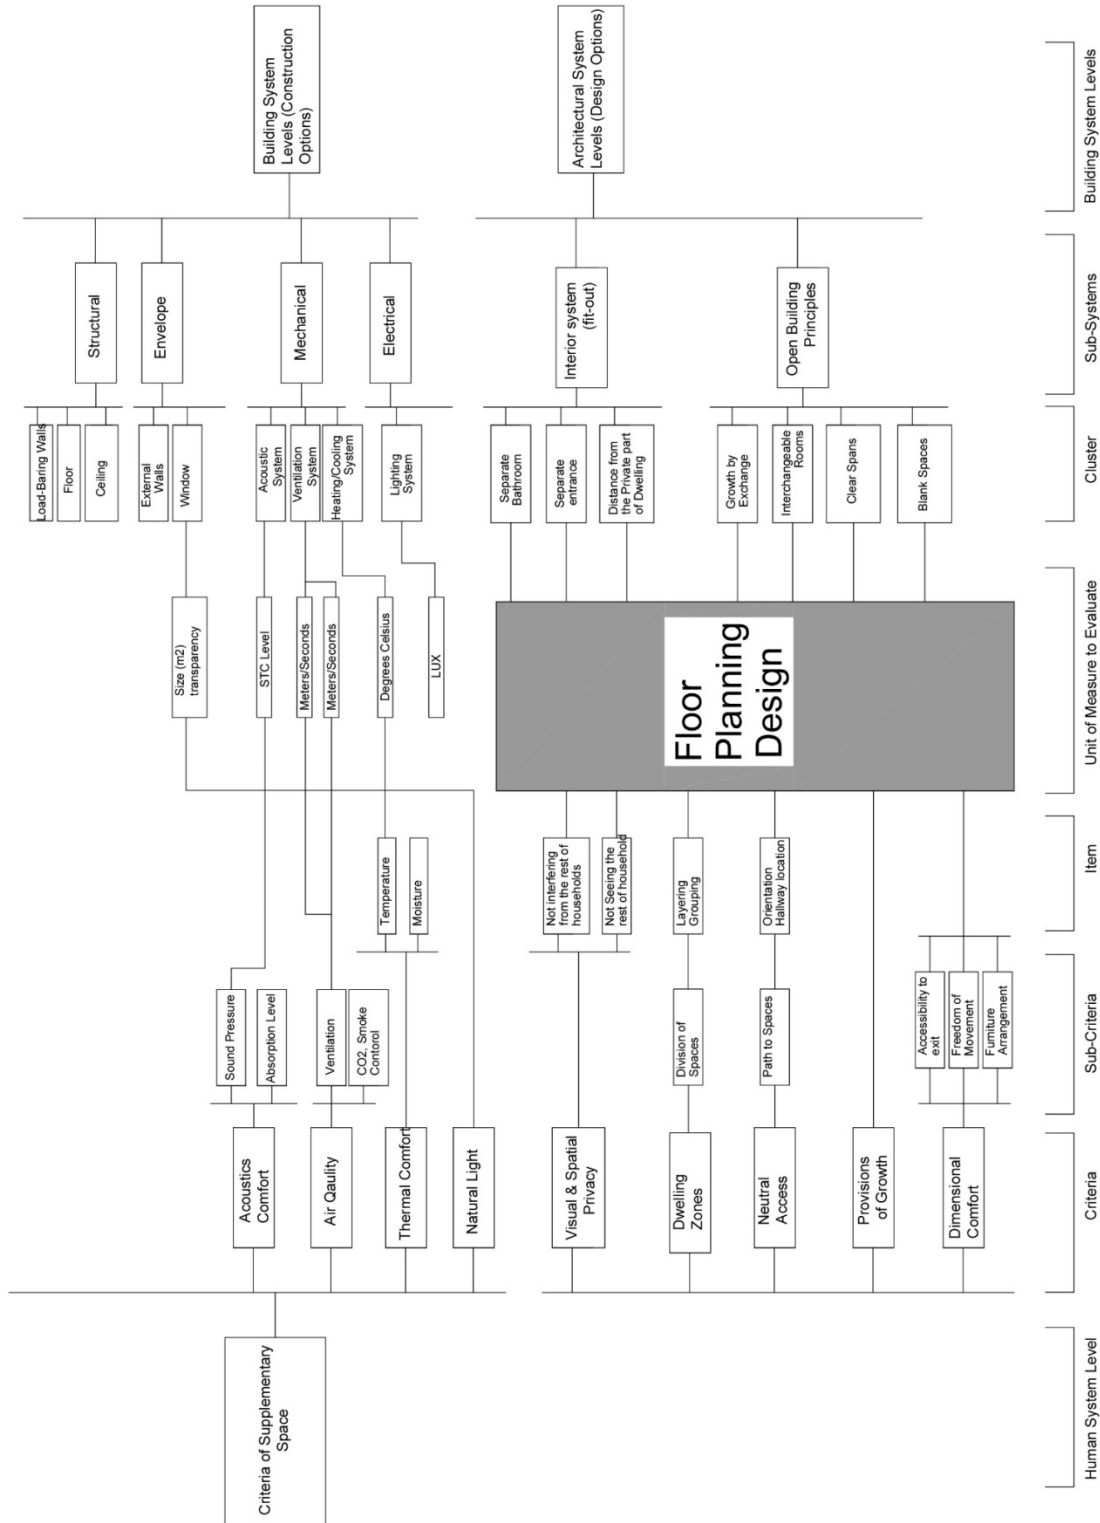 Criteria of Supplementary
Space
Acoustics
Comfort
Air Qaulity
Thermal Comfort
Natural Light
Visual & Spatial
Privacy
Dwelling
Zones
Neutral
Access
Provisions
of Growth
Dimensional
Comfort
Sound Pressure
Absorption Level
Ventilation
CO2, Smoke
Contorol
Division of
Spaces
Path to Spaces
Accessibility to
exit
Freedom of
Movement
Furniture
Arrangement
Temperature
Moisture
Not interfering
from the rest of
households
Not Seeing the
rest of household
Layering
Grouping
Orientation
Hallway location
Size (m2)
transparency
STC Level
Meters/Seconds
Meters/Seconds
Degrees Celsius
LUX
Floor
Planning
Design
Load-Baring Walls
Floor
Ceiling
External
Walls
Window
Acoustic
System
Ventilation
System
Heating/Cooling
System
Lighting
System
Separate
Bathroom
Separate
entrance
Distance from
the Private part
of Dwelling
Growth by
Exchange
Interchangeable
Rooms
Clear Spans
Blank Spaces
Structural
Envelope
Mechanical
Electrical
Interior system
(fit-out)
Open Building
Principles
Building System
Levels (Construction
Options)
Architectural System
Levels (Design Options)
Human System Level
Criteria
Sub-Criteria
Item
Unit of Measure to Evaluate
Cluster
Sub-Systems
Building System Levels